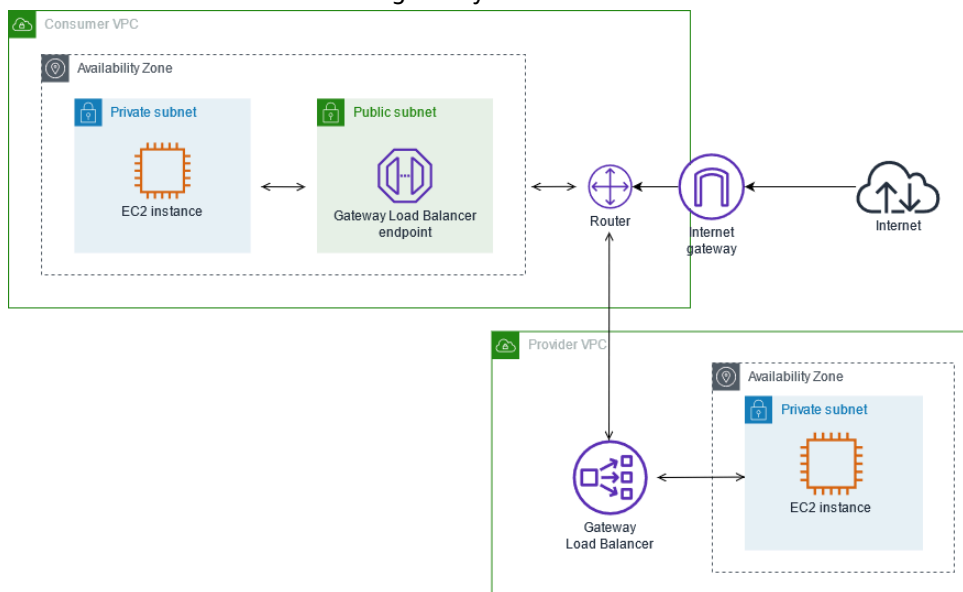 Consumer VPC
Availability Zone
Private subnet
Public subnet
EC2 instance
Gateway Load Balancer
endpoint
Router
Internet
gateway
Internet
Provider VPC
Availability Zone
Private subnet
EC2 instance
Gateway
Load Balancer